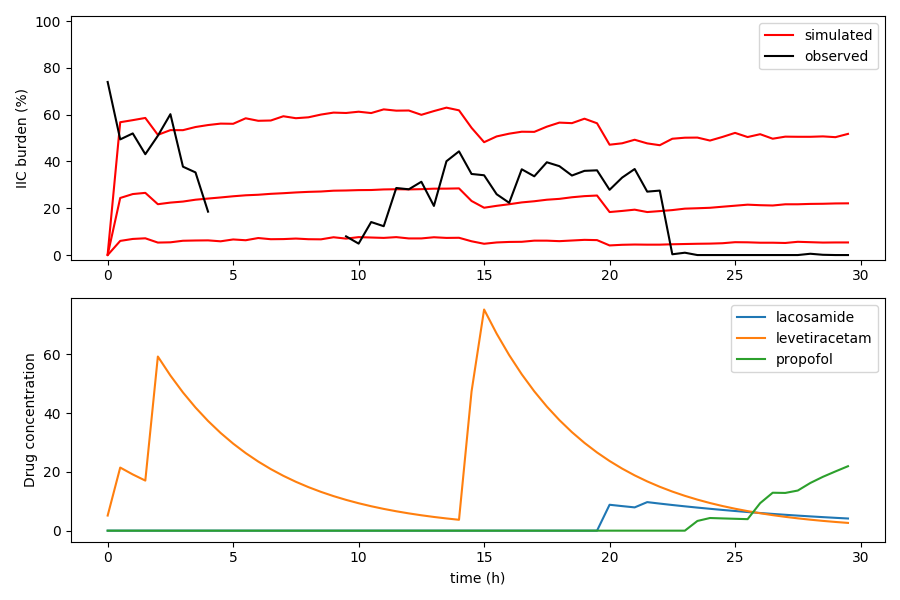 100
80
60
40
20
0
IIC burden (%)
simulated
observed
0 5 10 15 20 25 30
60
40
20
0
Drug concentration
lacosamide
levetiracetam
propofol
0 5 10 15 20 25 30
time (h)